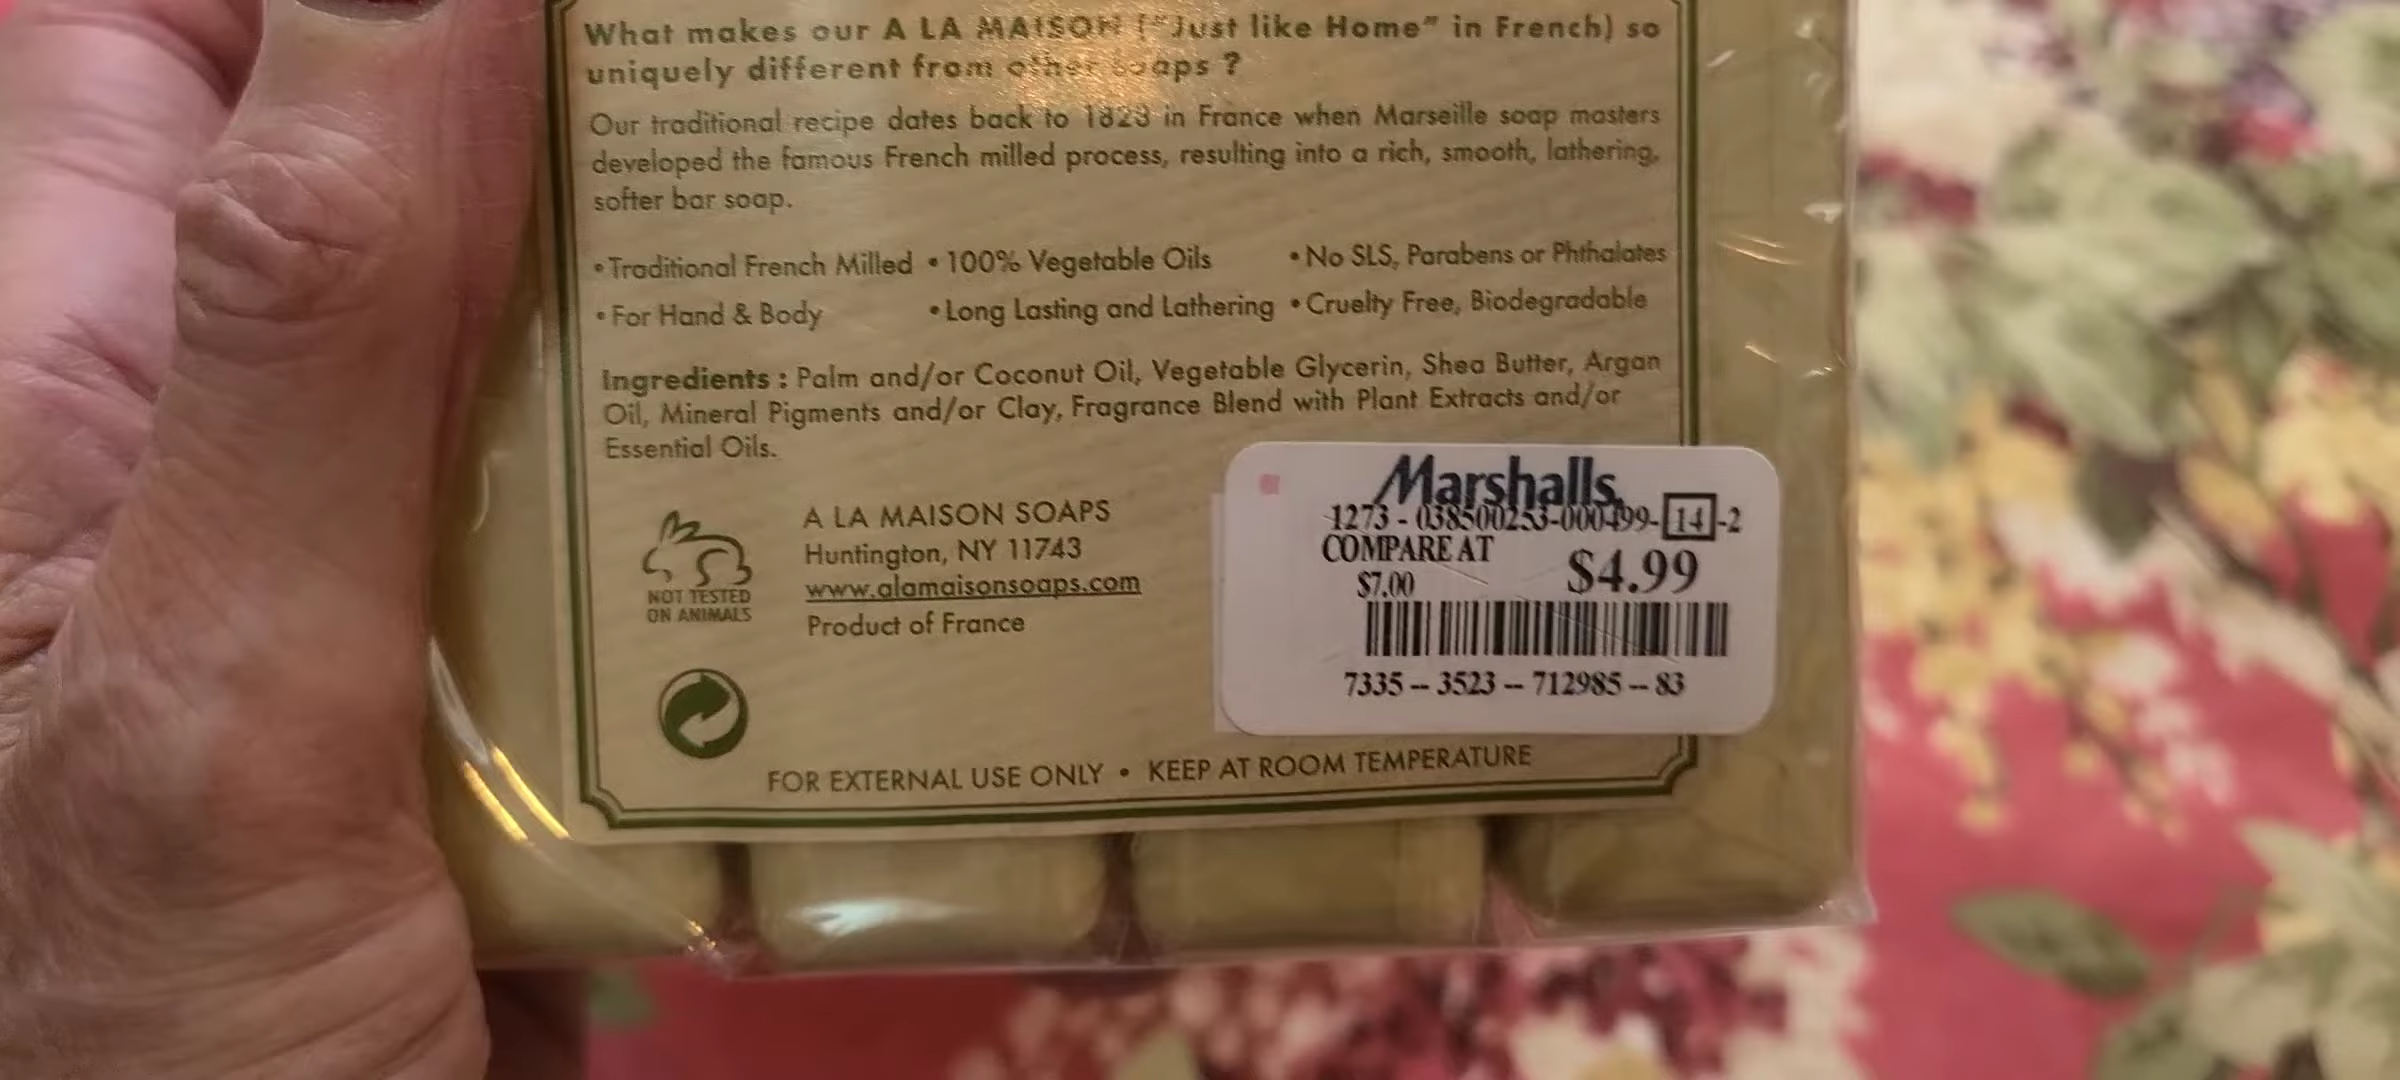 What makes our A LA MAISON ("Just like Home" in French) so
uniquely different from other soaps ?
Our traditional recipe dates back to 1828 in France when Marseille soap masters
developed the famous French milled process, resulting into a rich, smooth, lathering,
softer bar soap.
• Traditional French Milled • 100% Vegetable Oils • No SLS, Parabens or Phthalates
• For Hand & Body • Long Lasting and Lathering • Cruelty Free, Biodegradable
Ingredients : Palm and/or Coconut Oil, Vegetable Glycerin, Shea Butter, Argan
Oil, Mineral Pigments and/or Clay, Fragrance Blend with Plant Extracts and/or
Essential Oils.
NOT TESTED
ON ANIMALS
A LA MAISON SOAPS
Huntington, NY 11743
www.alamaisonsoaps.com
Product of France
Marshalls
1273 - 038500253-000499-14-2
COMPARE AT
$7.00
$4.99
7335 -- 3523 -- 712985 -- 83
FOR EXTERNAL USE ONLY • KEEP AT ROOM TEMPERATURE